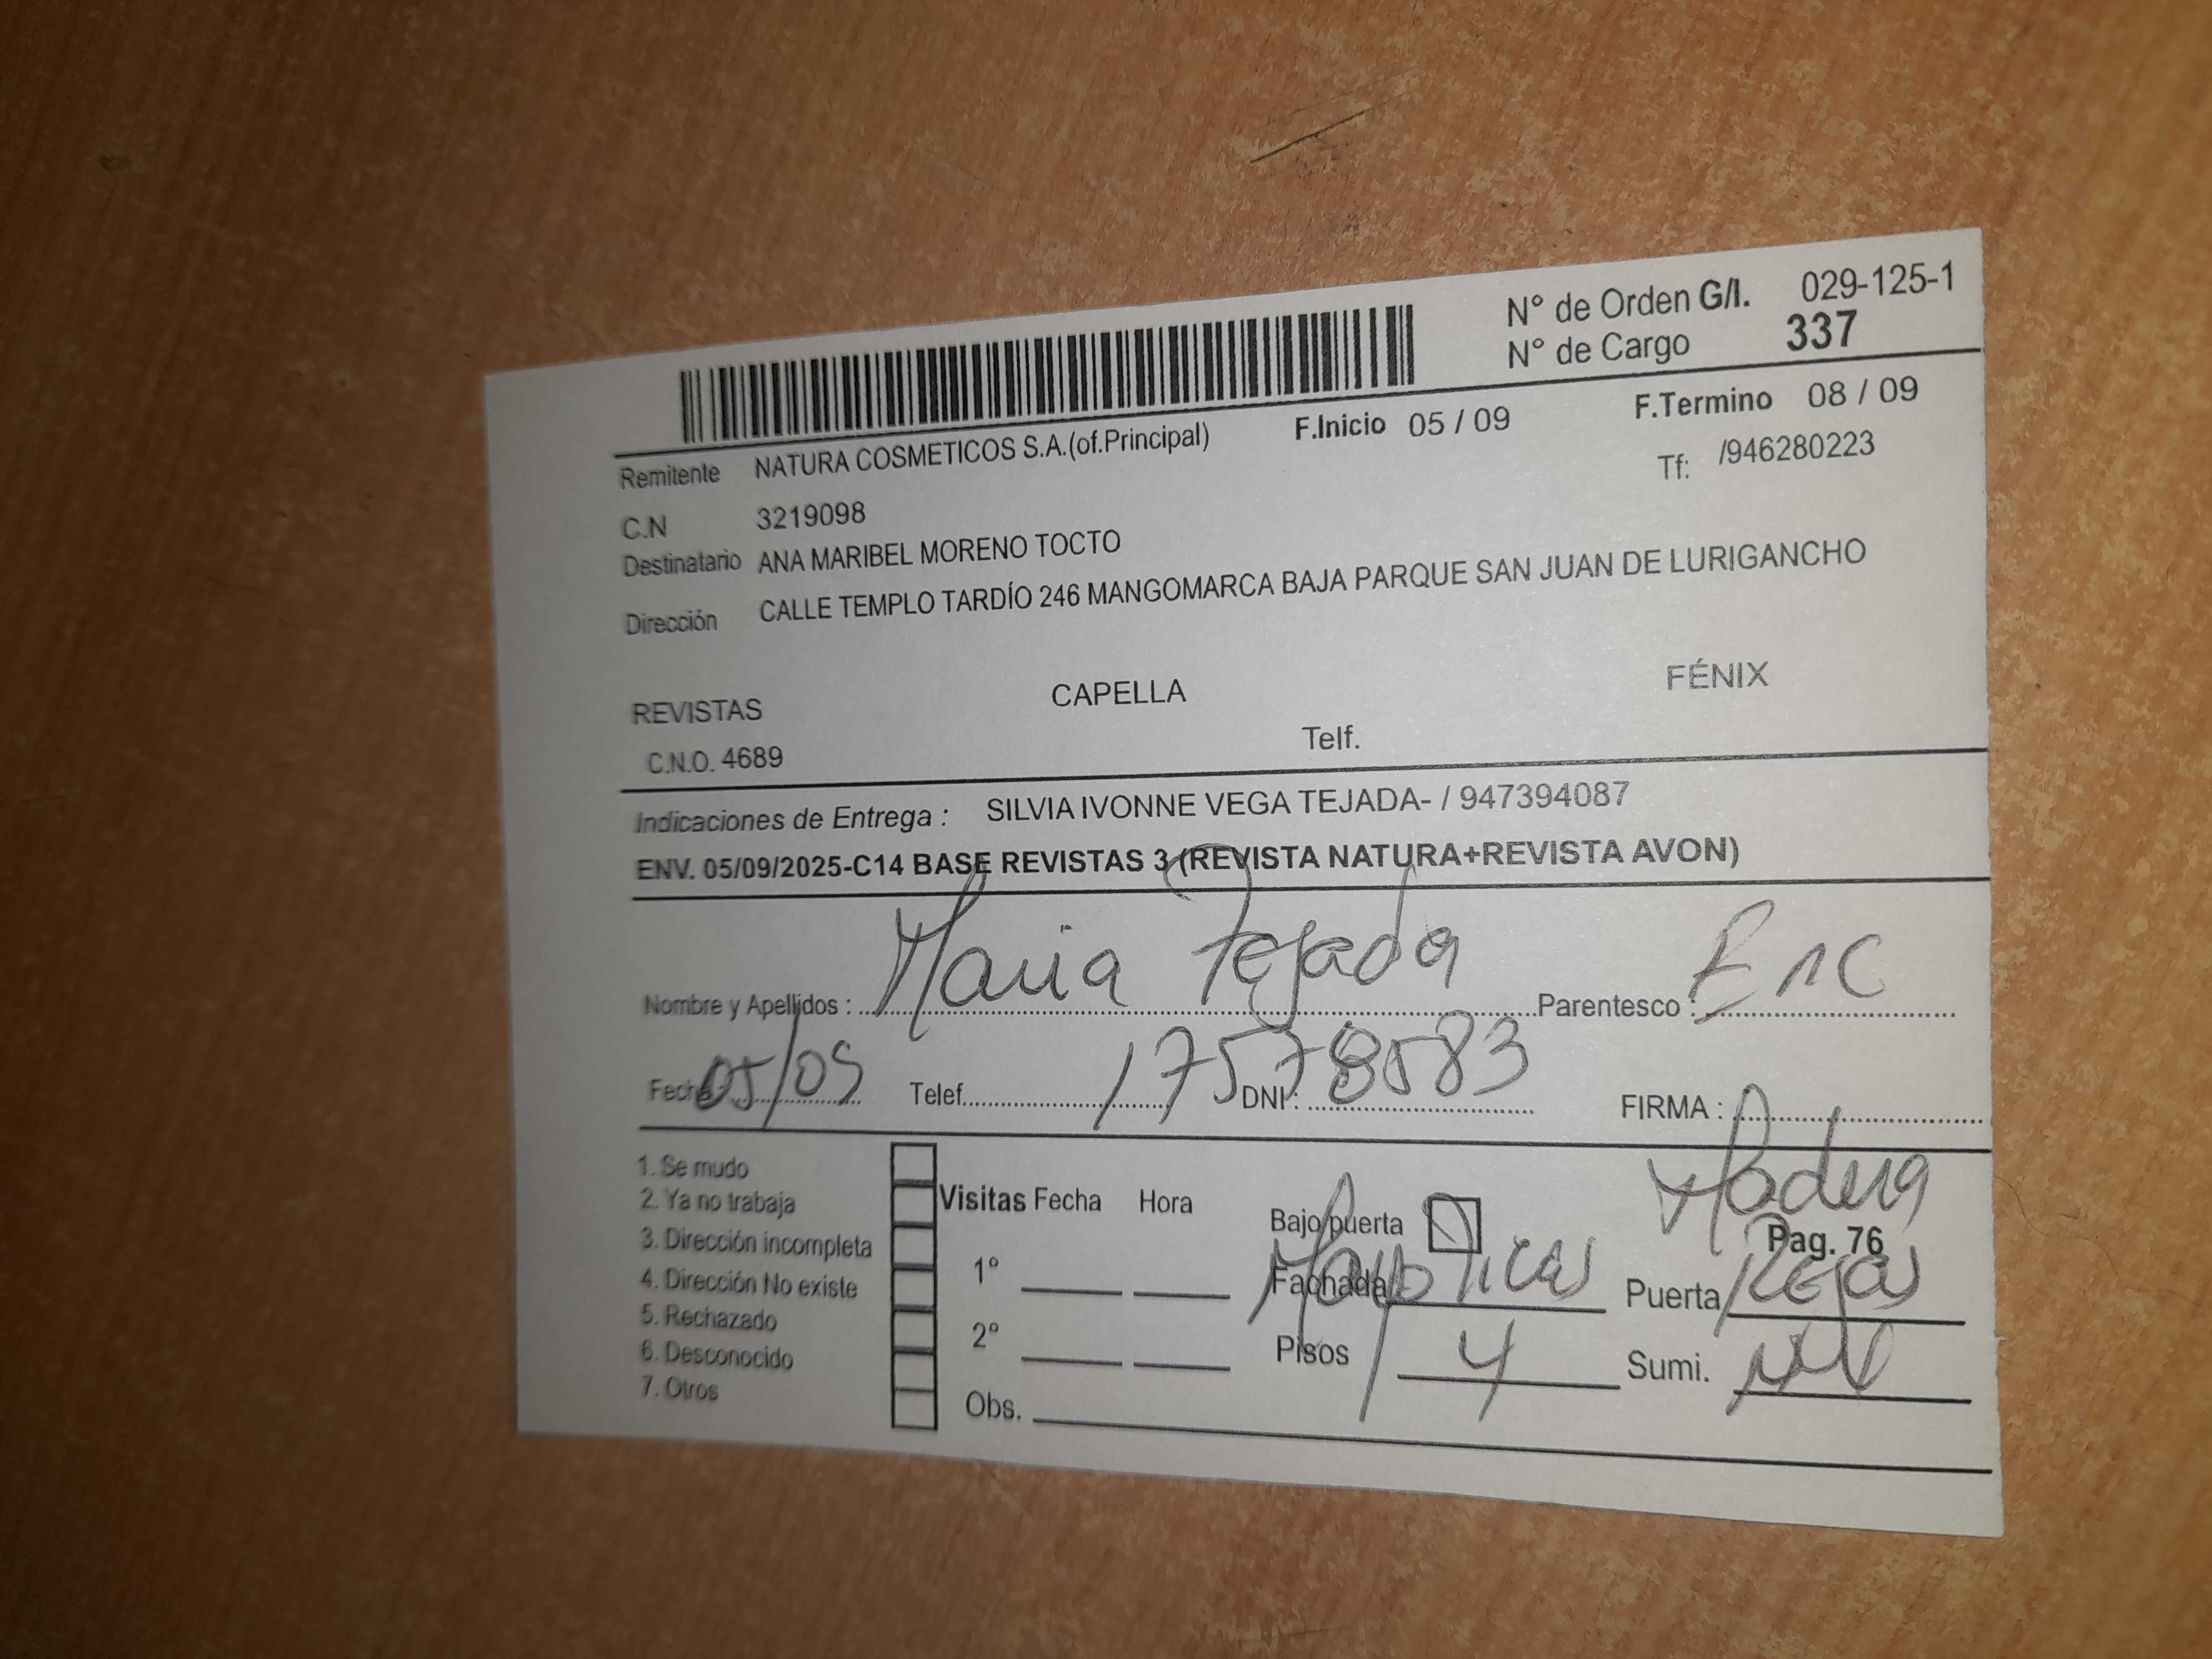 N° de Orden G/I. 029-125-1
N° de Cargo 337
F.Inicio 05 / 09 F.Termino 08 / 09
Remitente NATURA COSMETICOS S.A.(of.Principal) Tf: /946280223
C.N 3219098
Destinatario ANA MARIBEL MORENO TOCTO
Dirección CALLE TEMPLO TARDÍO 246 MANGOMARCA BAJA PARQUE SAN JUAN DE LURIGANCHO
REVISTAS CAPELLA FÉNIX
C.N.O. 4689 Telf.
Indicaciones de Entrega : SILVIA IVONNE VEGA TEJADA- / 947394087
ENV. 05/09/2025-C14 BASE REVISTAS 3 (REVISTA NATURA+REVISTA AVON)
Nombre y Apellidos : Maria Tejada Parentesco : Enc
Fecha 05/09 Telef. DNI : 17578583 FIRMA :
1. Se mudo
2. Ya no trabaja
3. Dirección incompleta
4. Dirección No existe
5. Rechazado
6. Desconocido
7. Otros
Visitas Fecha Hora
1°
2°
Obs.
Bajo puerta Pag. 76
Fachada Puerta Rejas
Pisos 4 Sumi.